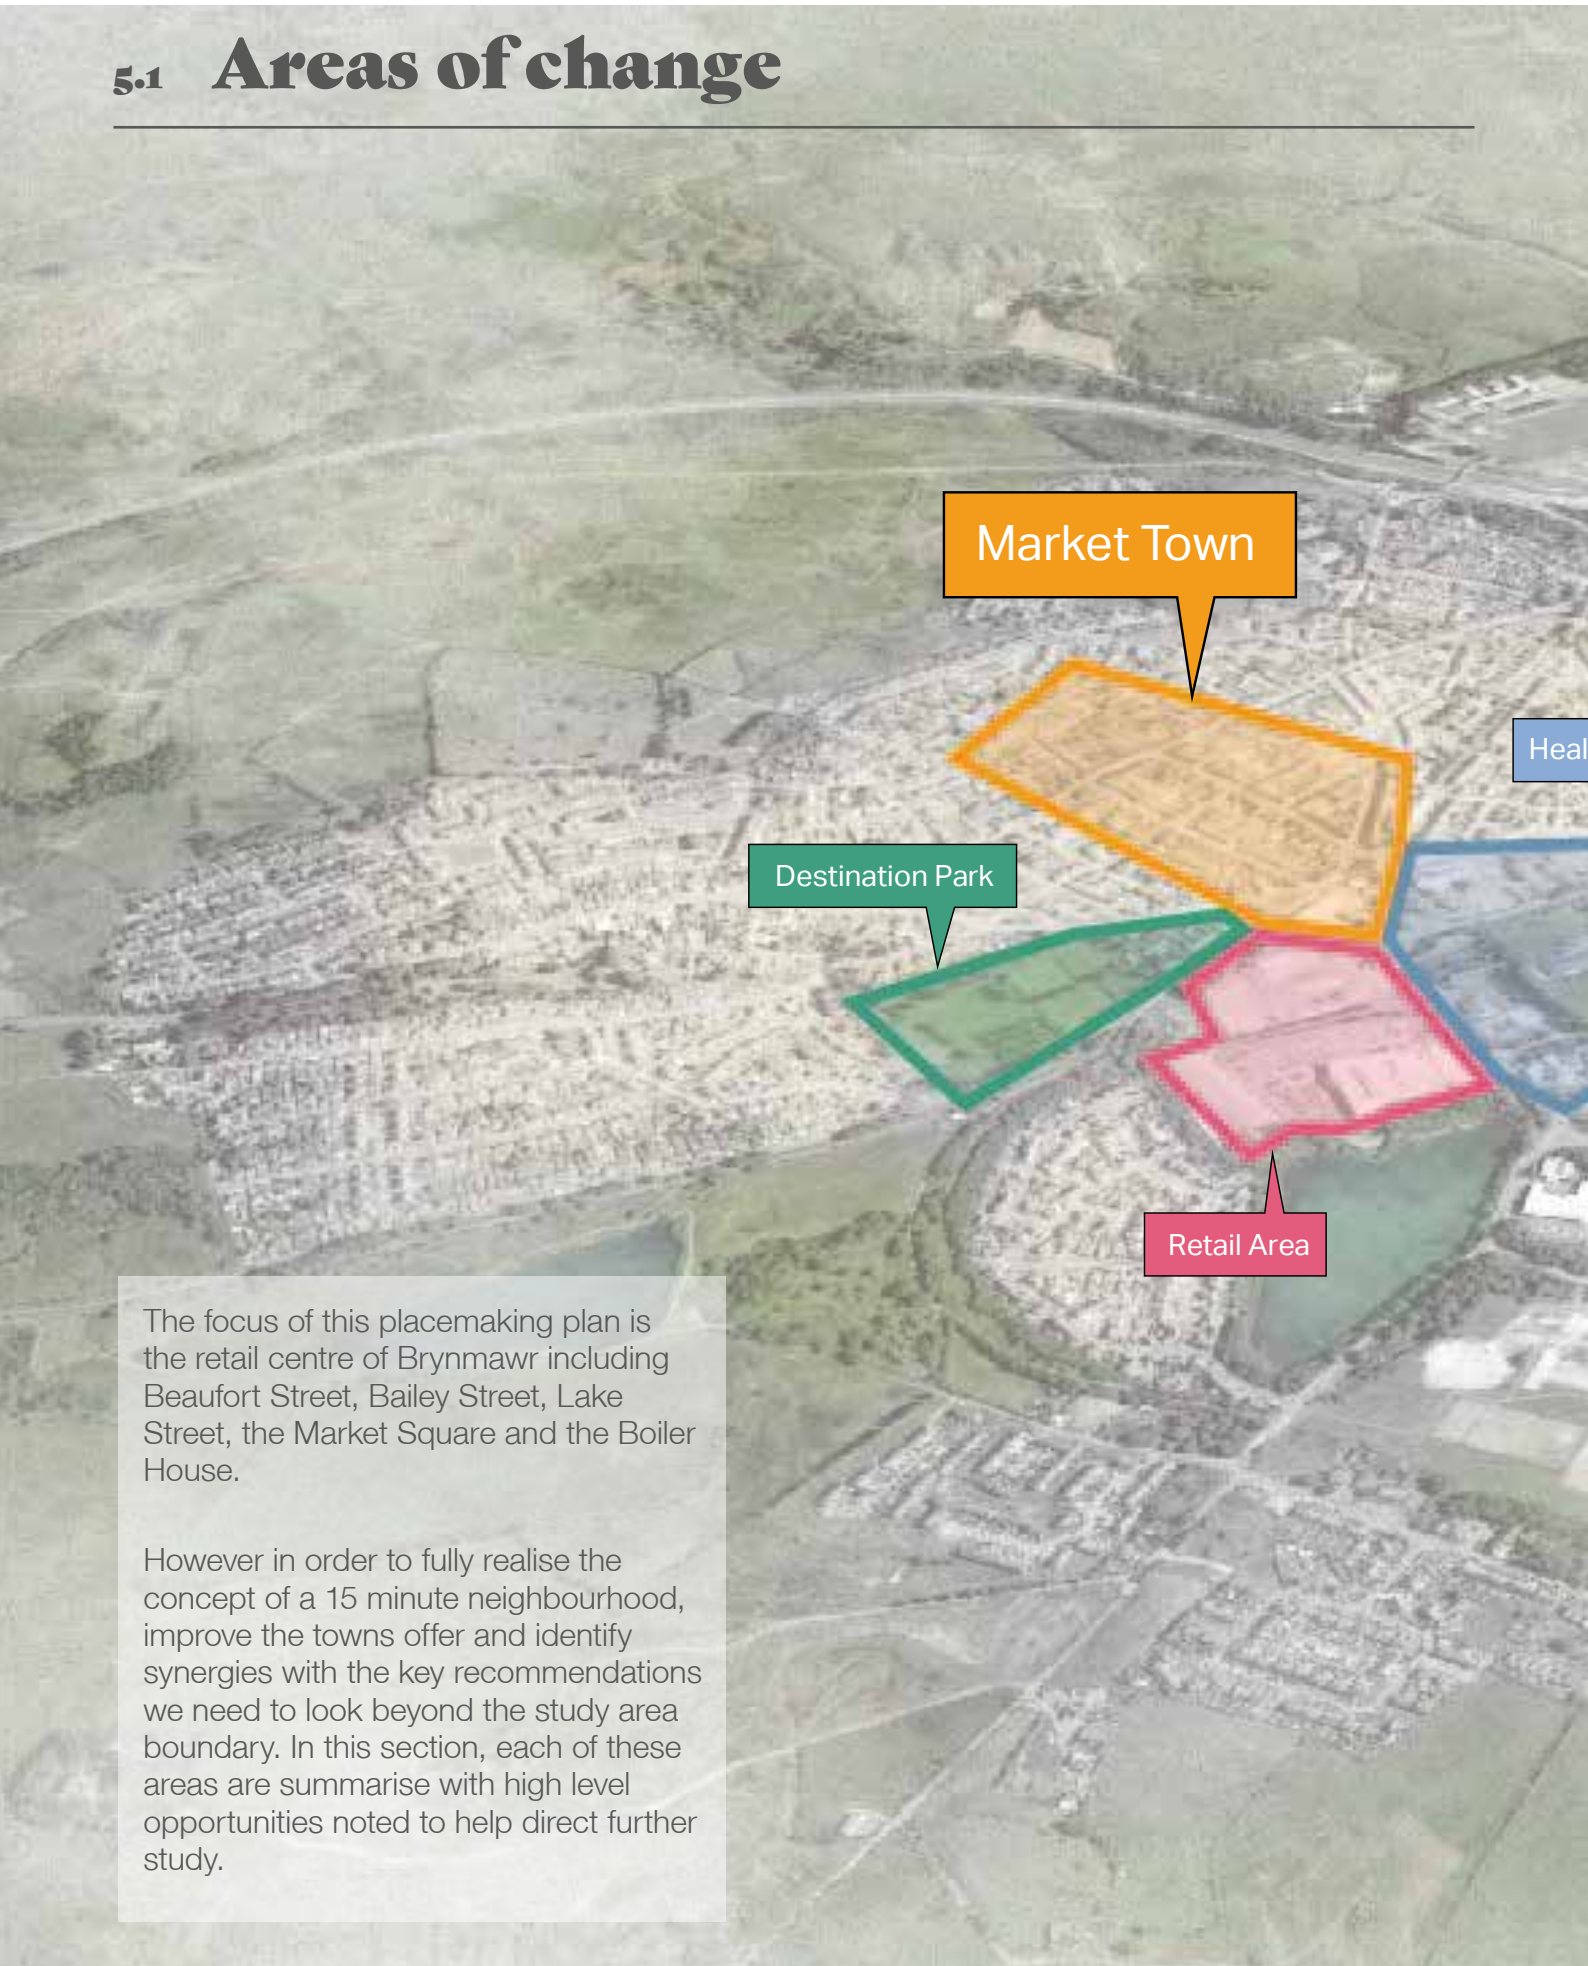 5.1 Areas of change
Market Town
Heal
Destination Park
Retail Area
The focus of this placemaking plan is
the retail centre of Brynmawr including
Beaufort Street, Bailey Street, Lake
Street, the Market Square and the Boiler
House.
However in order to fully realise the
concept of a 15 minute neighbourhood,
improve the towns offer and identify
synergies with the key recommendations
we need to look beyond the study area
boundary. In this section, each of these
areas are summarise with high level
opportunities noted to help direct further
study.